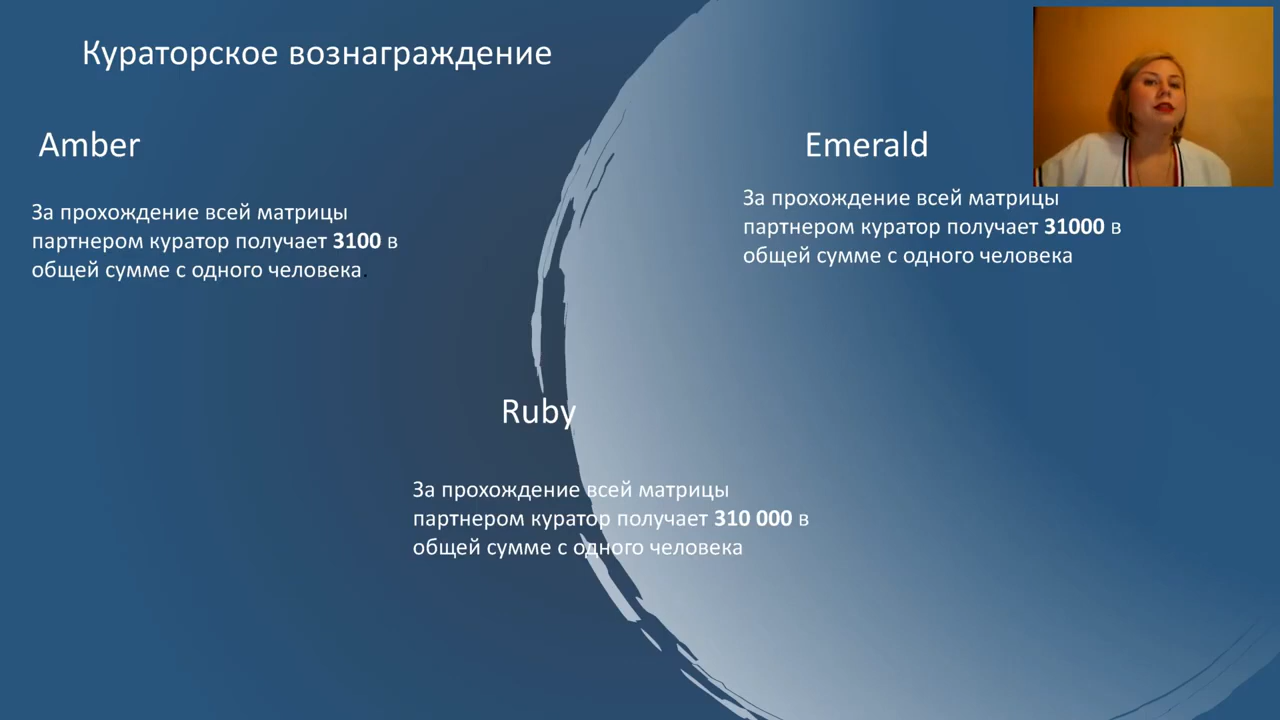 Кураторское вознаграждение
Amber
За прохождение всей матрицы
партнером куратор получает 3100 в
общей сумме с одного человека.
Emerald
За прохождение всей матрицы
партнером куратор получает 31000 в
общей сумме с одного человека
Ruby
За прохождение всей матрицы
партнером куратор получает 310 000 в
общей сумме с одного человека